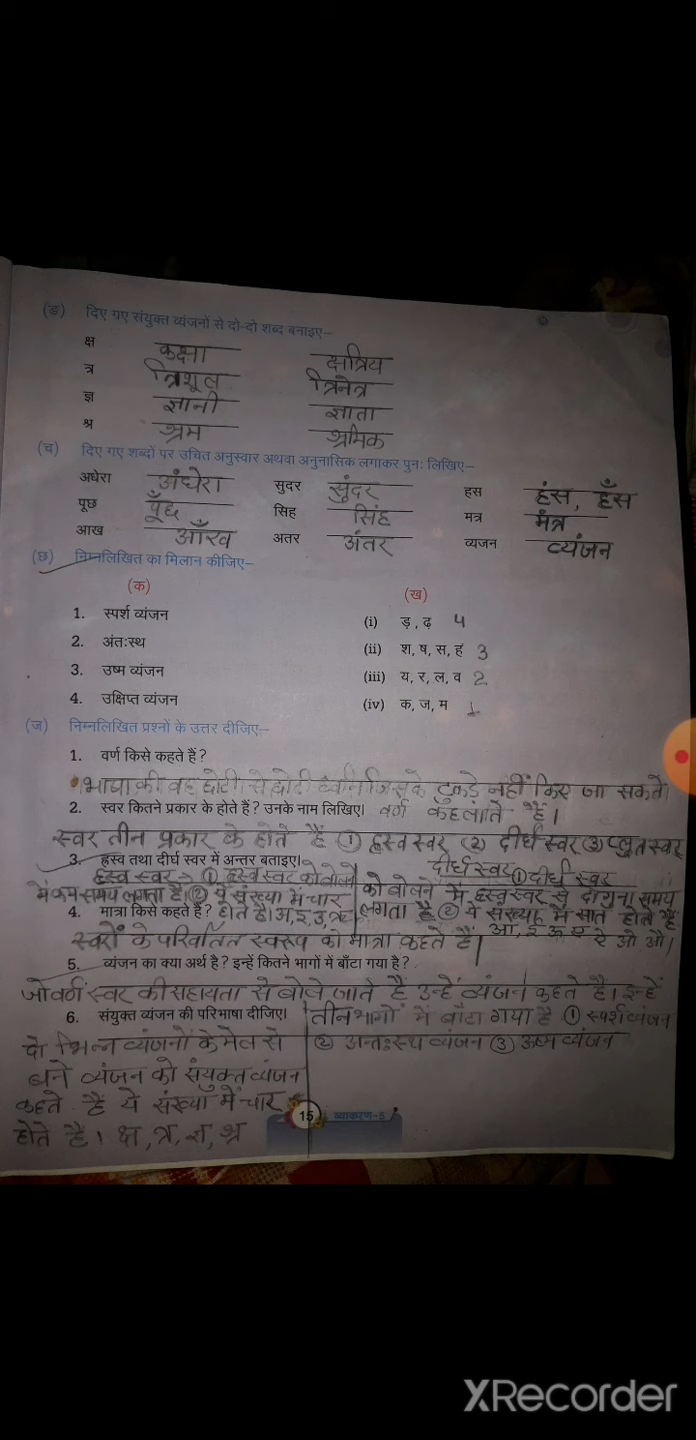 (ङ) दिए गए संयुक्त व्यंजनों से दो-दो शब्द बनाइए–
क्ष कक्षा क्षत्रिय
त्र त्रिशूल त्रिनेत्र
ज्ञ ज्ञानी ज्ञाता
श्र श्रम श्रमिक
(च) दिए गए शब्दों पर उचित अनुस्वार अथवा अनुनासिक लगाकर पुनः लिखिए–
अधेरा अंधेरा सुदर सुंदर हस हंस, हँस
पूछ पूँछ सिह सिंह मत्र मंत्र
आख आँख अतर अंतर व्यजन व्यंजन
(छ) निम्नलिखित का मिलान कीजिए–
(क) (ख)
1. स्पर्श व्यंजन (i) ड़, ढ़ 4
2. अंतःस्थ (ii) श, ष, स, ह 3
3. उष्म व्यंजन (iii) य, र, ल, व 2
4. उक्षिप्त व्यंजन (iv) क, ज, म 1
(ज) निम्नलिखित प्रश्नों के उत्तर दीजिए–
1. वर्ण किसे कहते हैं?
भाषा की वह छोटी से छोटी ध्वनि जिसके टुकड़े नहीं किए जा सकते
2. स्वर कितने प्रकार के होते हैं? उनके नाम लिखिए। वर्ण कहलाते हैं।
स्वर तीन प्रकार के होते हैं (1) ह्रस्व स्वर (2) दीर्घ स्वर (3) प्लुत स्वर
3. ह्रस्व तथा दीर्घ स्वर में अन्तर बताइए। दीर्घ स्वर, (1) दीर्घ स्वर
ह्रस्व स्वर (1) ह्रस्व स्वर को बोलने को बोलने में ह्रस्व स्वर से दोगुना समय
में कम समय लगता है। (2) ये संख्या में चार लगता है (2) ये संख्या में सात होते हैं
4. मात्रा किसे कहते हैं? होते हैं। अ, इ, उ, ऋ आ, ई ऊ ए ऐ ओ औ।
स्वरों के परिवर्तित स्वरूप को मात्रा कहते हैं।
5. व्यंजन का क्या अर्थ है? इन्हें कितने भागों में बाँटा गया है?
जो वर्ण स्वर की सहायता से बोले जाते है उन्हें व्यंजन कहते है। इन्हें
6. संयुक्त व्यंजन की परिभाषा दीजिए। तीन भागों में बाँटा गया है (1) स्पर्श व्यंजन
दो भिन्न व्यंजनों के मेल से (2) अन्तःस्थ व्यंजन (3) ऊष्म व्यंजन
बने व्यंजन को संयुक्त व्यंजन
कहते हैं ये संख्या में चार
होते है। क्ष, त्र, ज्ञ, श्र
15 व्याकरण-5
XRecorder